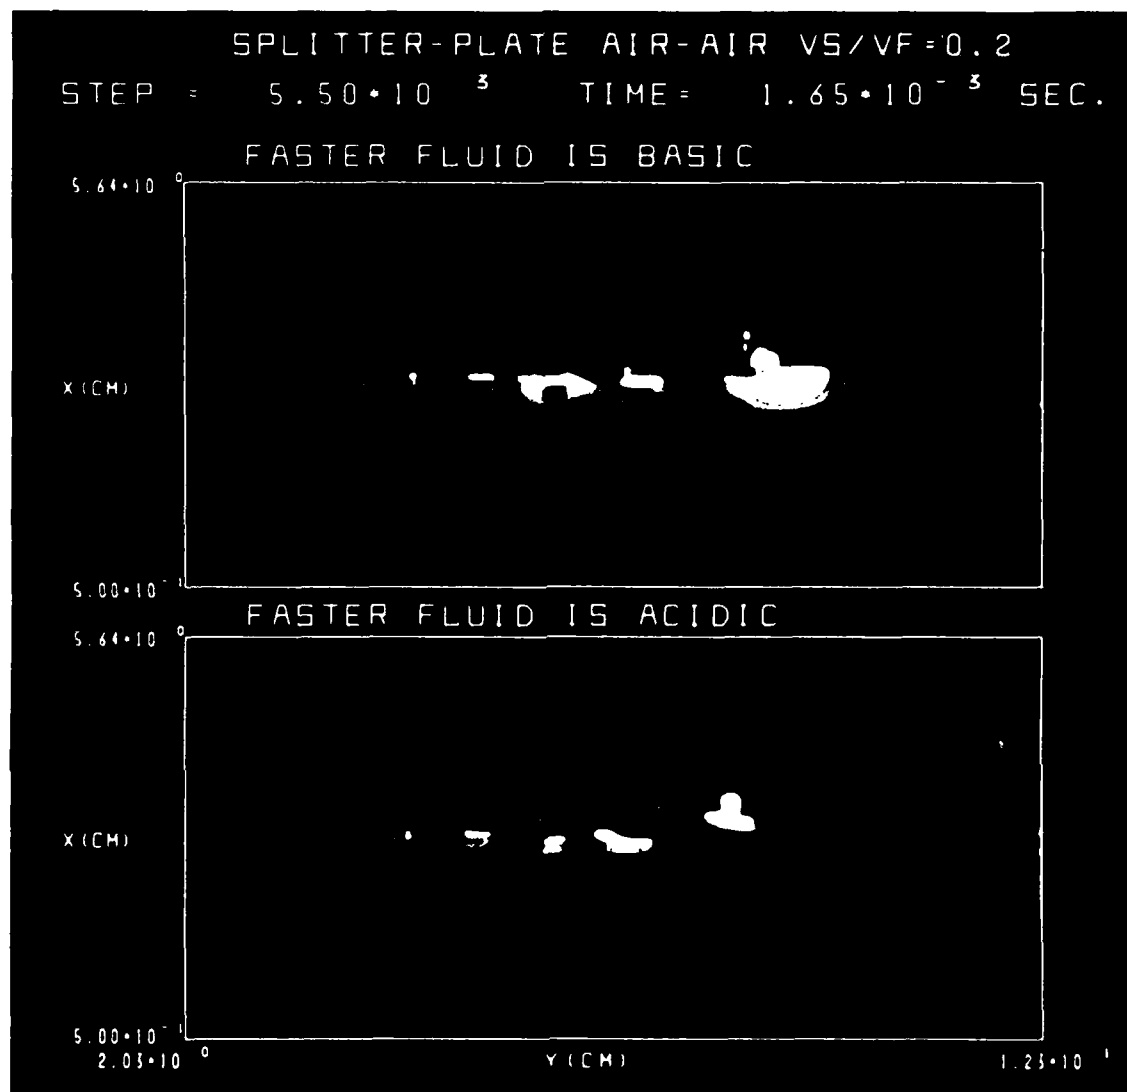 SPLITTER-PLATE AIR-AIR VS/VF=0.2
STEP = 5.50*10 3 TIME= 1.65*10 -3 SEC.
FASTER FLUID IS BASIC
5.64*10 0
X(CM)
5.00*10 -1
FASTER FLUID IS ACIDIC
5.64*10 0
X(CM)
5.00*10 -1
2.03*10 0 Y(CM) 1.23*10 1